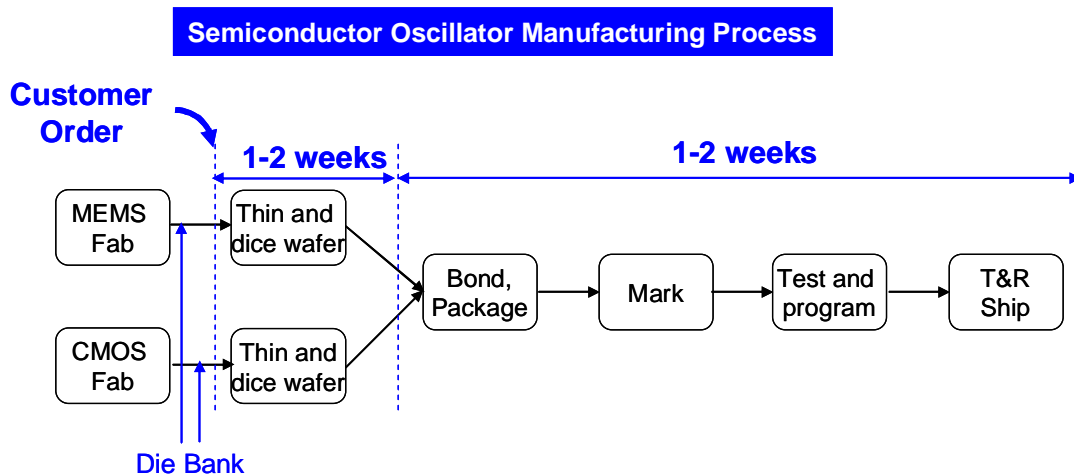 Semiconductor Oscillator Manufacturing Process
Customer
Order
1-2 weeks
1-2 weeks
MEMS
Fab
Thin and
dice wafer
Bond,
Package
Mark
Test and
program
T&R
Ship
CMOS
Fab
Thin and
dice wafer
Die Bank